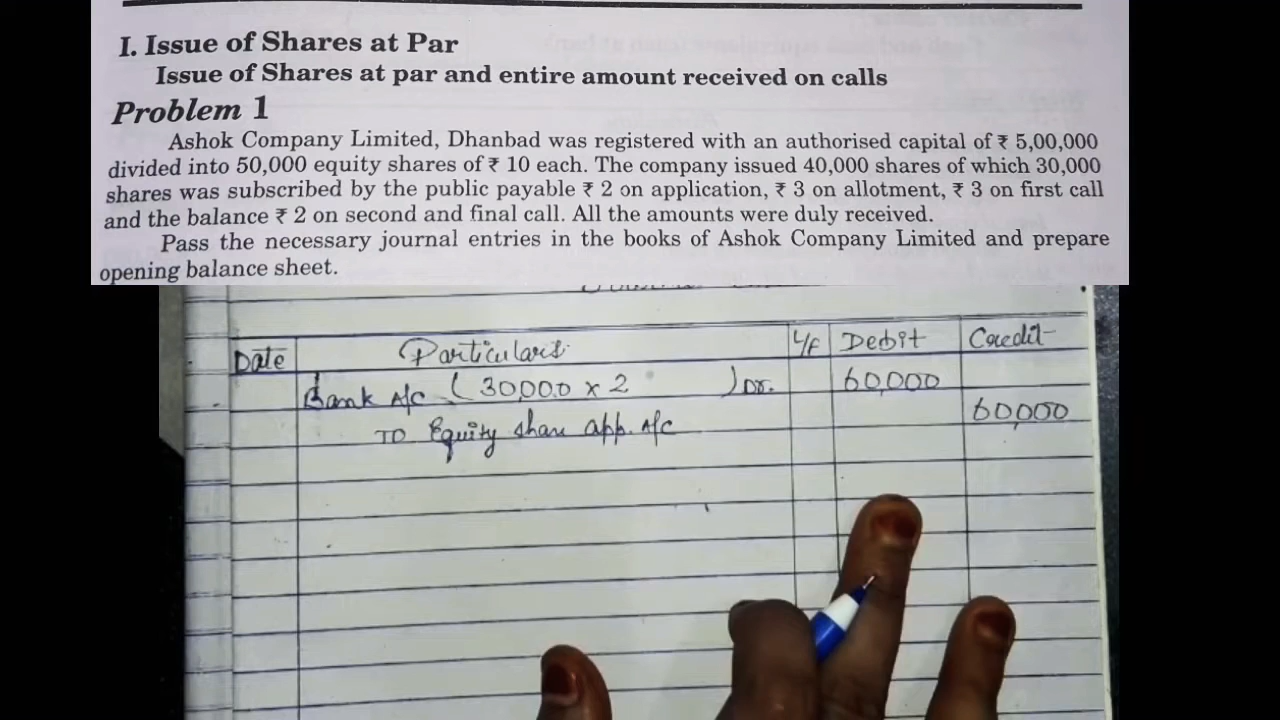 I. Issue of Shares at Par
Issue of Shares at par and entire amount received on calls
Problem 1
Ashok Company Limited, Dhanbad was registered with an authorised capital of ₹ 5,00,000
divided into 50,000 equity shares of ₹ 10 each. The company issued 40,000 shares of which 30,000
shares was subscribed by the public payable ₹ 2 on application, ₹ 3 on allotment, ₹ 3 on first call
and the balance ₹ 2 on second and final call. All the amounts were duly received.
Pass the necessary journal entries in the books of Ashok Company Limited and prepare
opening balance sheet.
Date Particulars L/F Debit Credit
Bank A/c (30,000 x 2 ) Dr. 60,000
TO Equity share app. A/c 60,000